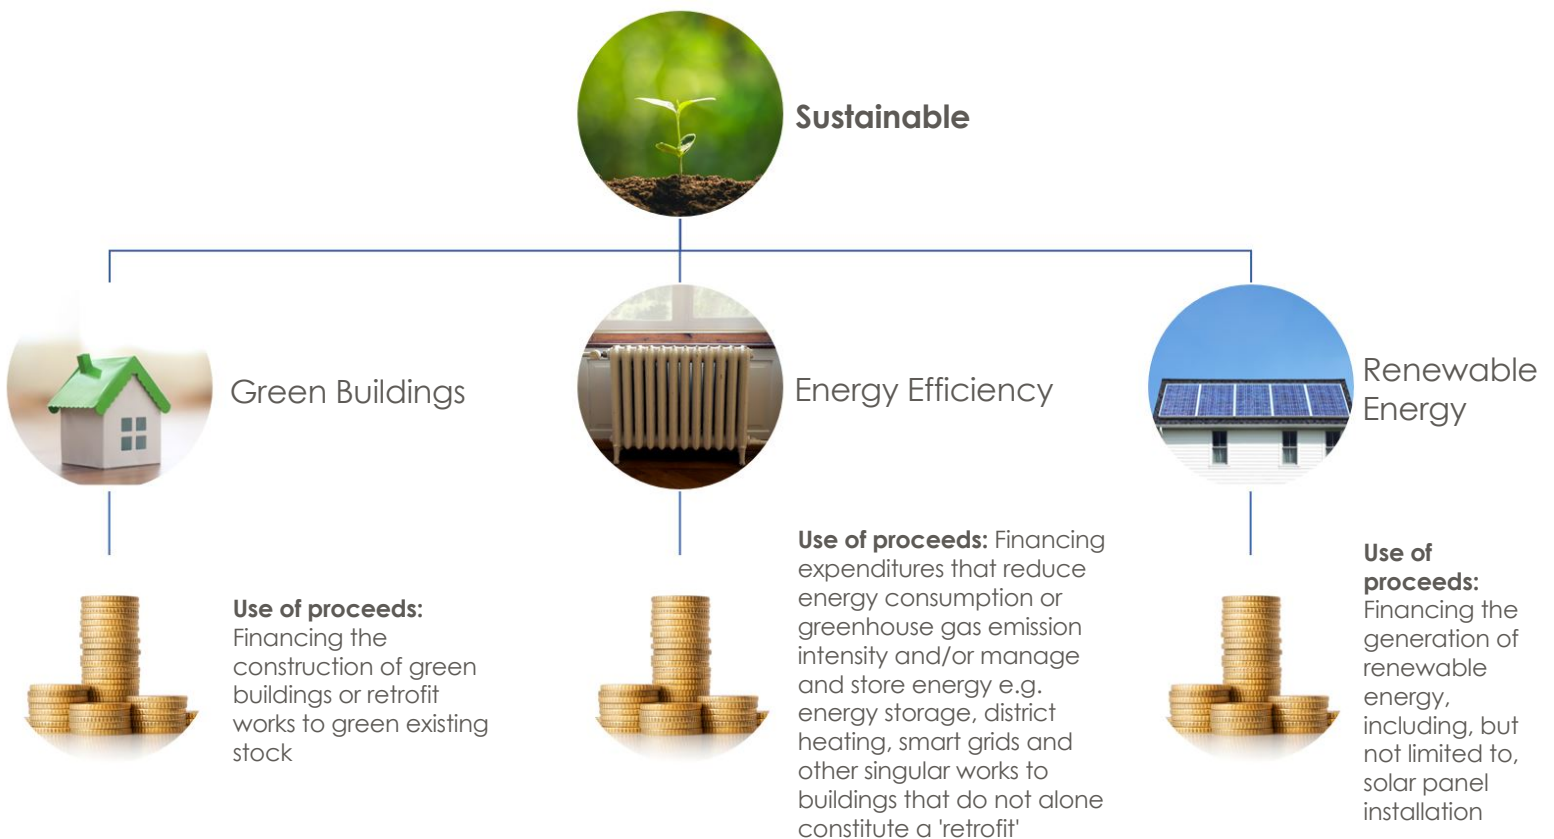 Sustainable
Green Buildings
Energy Efficiency
Renewable
Energy
Use of proceeds:
Financing the
construction of green
buildings or retrofit
works to green existing
stock
Use of proceeds: Financing
expenditures that reduce
energy consumption or
greenhouse gas emission
intensity and/or manage
and store energy e.g.
energy storage, district
heating, smart grids and
other singular works to
buildings that do not alone
constitute a 'retrofit'
Use of
proceeds:
Financing the
generation of
renewable
energy,
including, but
not limited to,
solar panel
installation